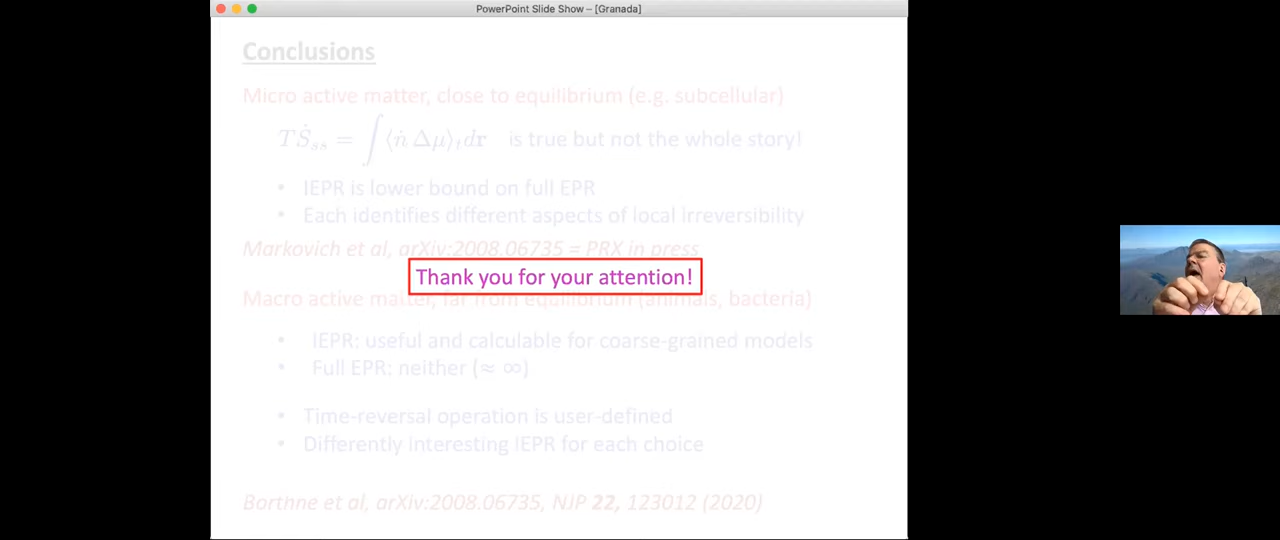 PowerPoint Slide Show – [Granada]
Conclusions
Micro active matter, close to equilibrium (e.g. subcellular)
TṠ_ss = ∫⟨ṅ Δμ⟩_t dr is true but not the whole story!
• IEPR is lower bound on full EPR
• Each identifies different aspects of local irreversibility
Markovich et al, arXiv:2008.06735 = PRX in press
Thank you for your attention!
Macro active matter, far from equilibrium (animals, bacteria)
• IEPR: useful and calculable for coarse-grained models
• Full EPR: neither (≈ ∞)
• Time-reversal operation is user-defined
• Differently Interesting IEPR for each choice
Borthne et al, arXiv:2008.06735, NJP 22, 123012 (2020)